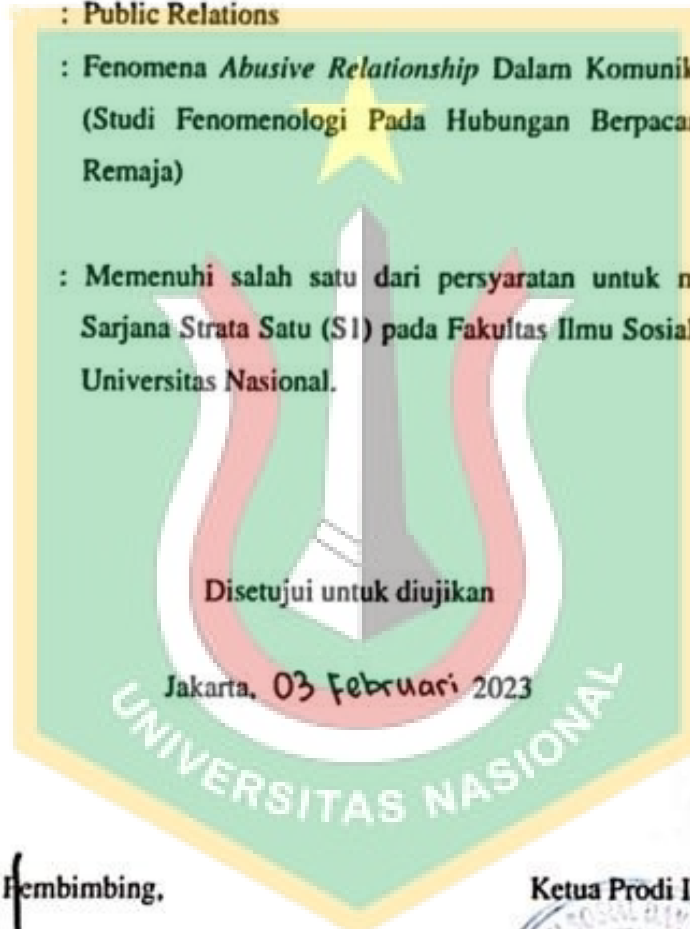 : Public Relations
: Fenomena Abusive Relationship Dalam Komunik
(Studi Fenomenologi Pada Hubungan Berpacar
Remaja)
: Memenuhi salah satu dari persyaratan untuk m
Sarjana Strata Satu (S1) pada Fakultas Ilmu Sosial
Universitas Nasional.
Disetujui untuk diujikan
Jakarta, 03 Februari 2023
UNIVERSITAS NASIONAL
Pembimbing,
Ketua Prodi I